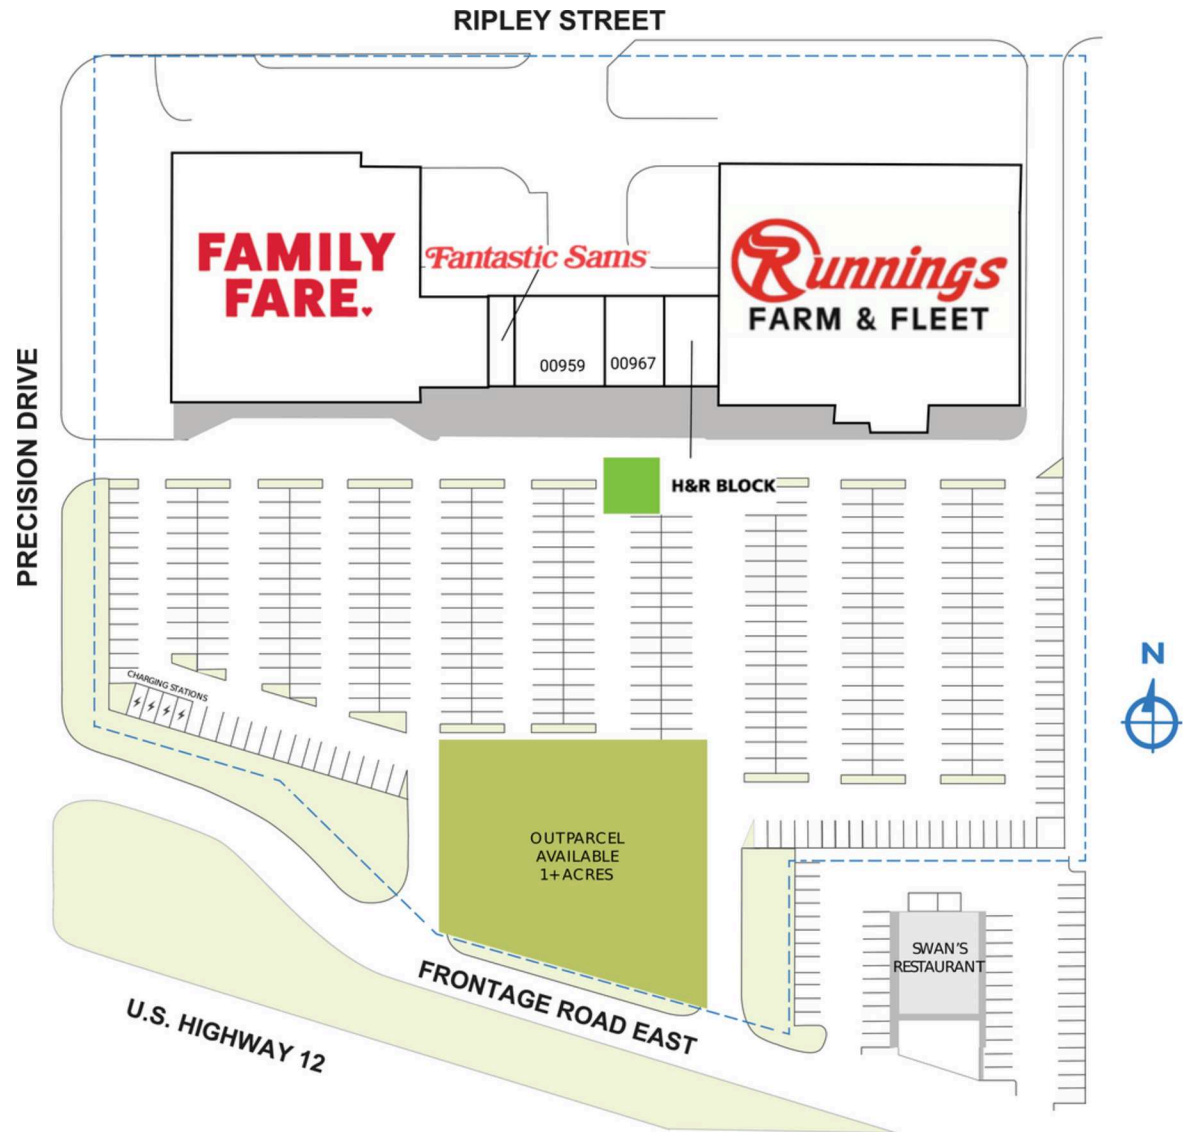 RIPLEY STREET
FAMILY
FARE.
Fantastic Sams
Runnings
FARM & FLEET
00959
00967
PRECISION DRIVE
H&R BLOCK
CHARGING STATIONS
N
OUTPARCEL
AVAILABLE
1+ ACRES
SWAN'S
RESTAURANT
FRONTAGE ROAD EAST
U.S. HIGHWAY 12